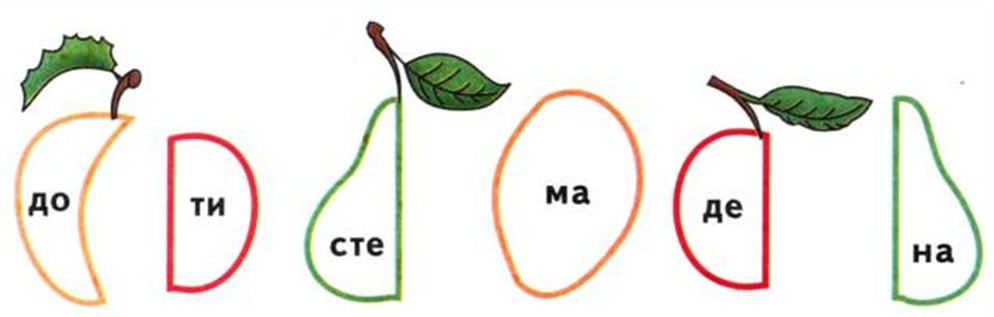 до ти сте ма де на